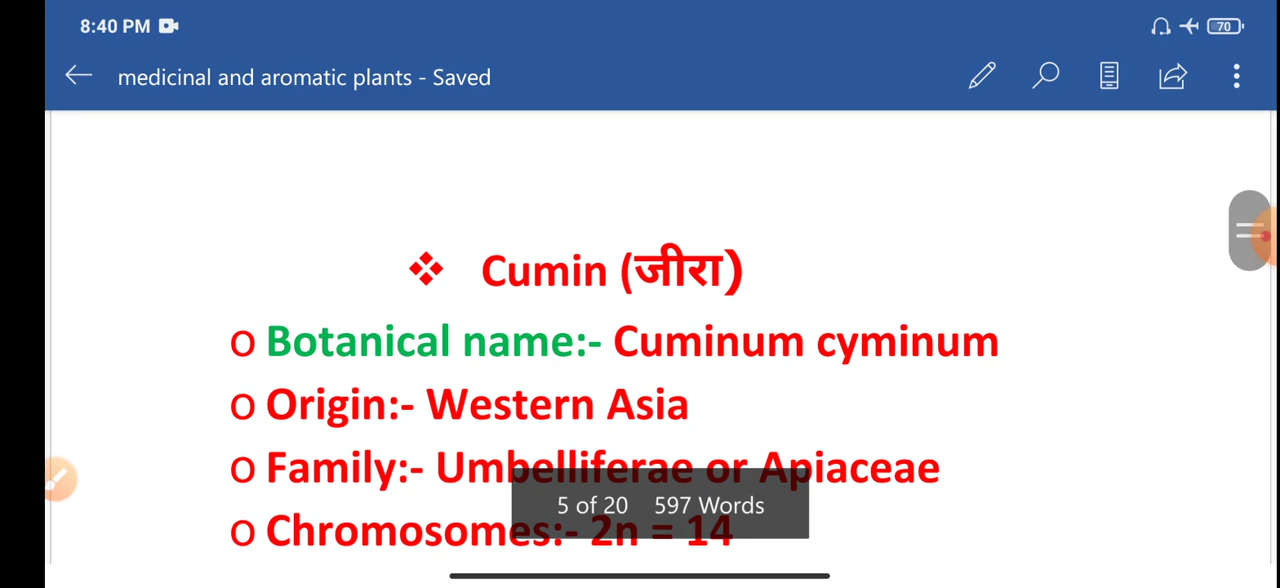 8:40 PM
70
medicinal and aromatic plants - Saved
❖ Cumin (जीरा)
o Botanical name:- Cuminum cyminum
o Origin:- Western Asia
o Family:- Umbelliferae or Apiaceae
5 of 20 597 Words
o Chromosomes:- 2n = 14